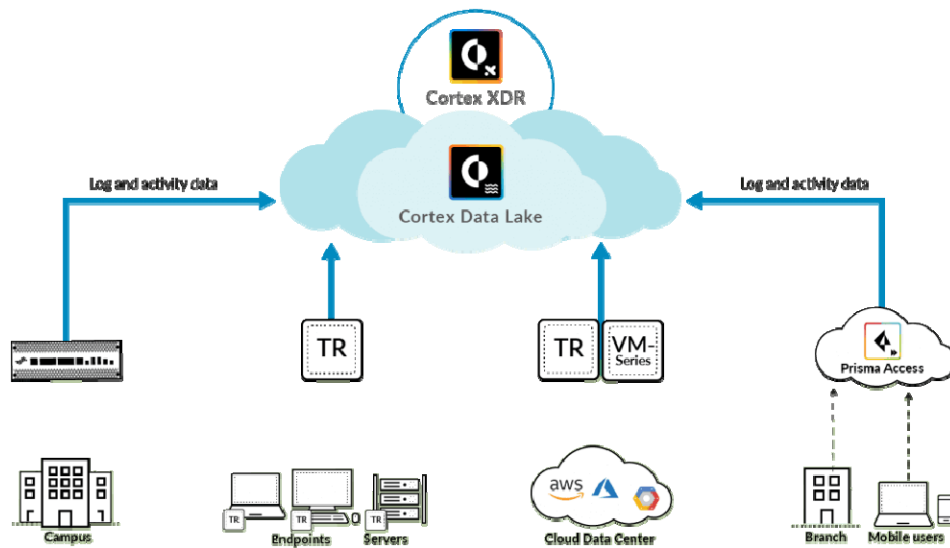 Cortex XDR
Cortex Data Lake
Log and activity data
Log and activity data
TR
TR
VM-
Series
Prisma Access
aws
TR
TR
TR
Campus
Endpoints
Servers
Cloud Data Center
Branch
Mobile users